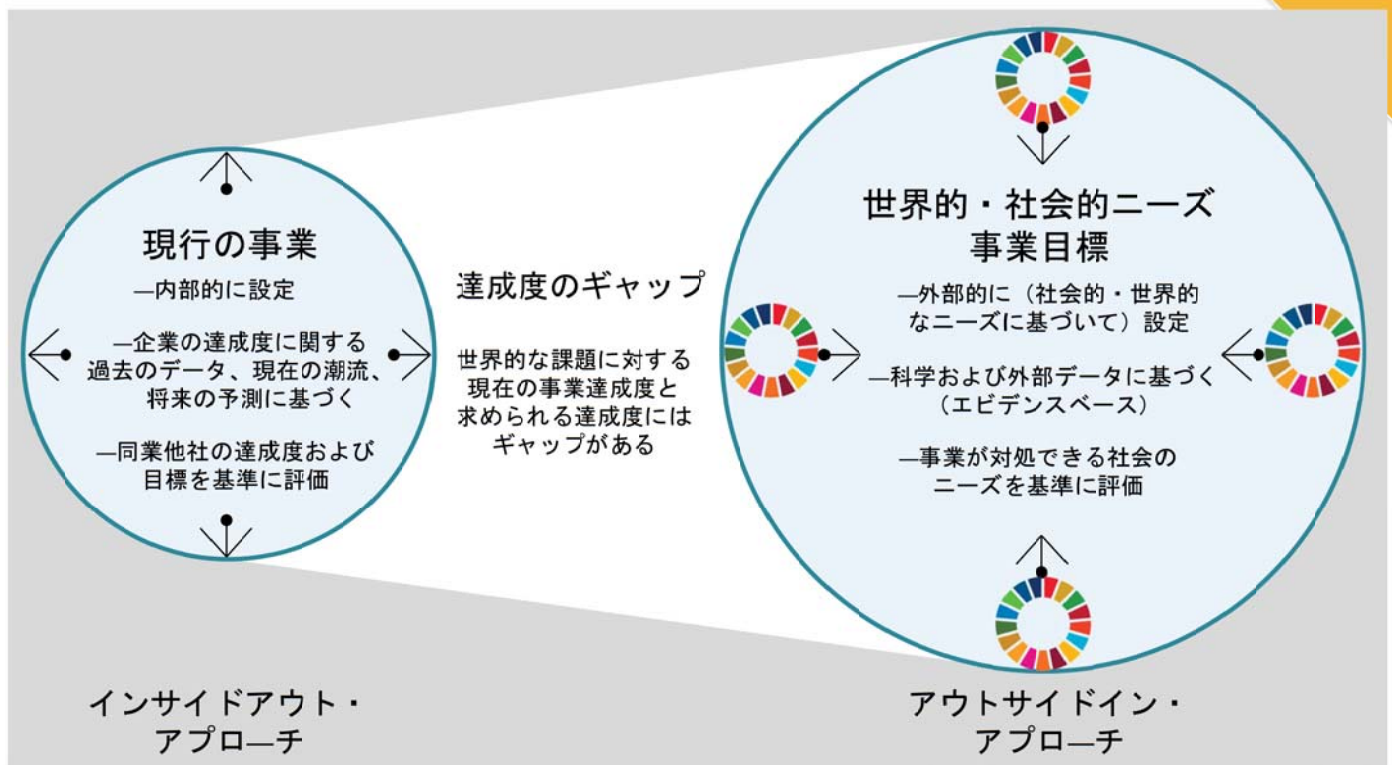 現行の事業
—内部的に設定
—企業の達成度に関する
過去のデータ、現在の潮流、
将来の予測に基づく
—同業他社の達成度および
目標を基準に評価
達成度のギャップ
世界的な課題に対する
現在の事業達成度と
求められる達成度には
ギャップがある
世界的・社会的ニーズ
事業目標
—外部的に（社会的・世界的
なニーズに基づいて）設定
—科学および外部データに基づく
（エビデンスベース）
—事業が対処できる社会の
ニーズを基準に評価
インサイドアウト・
アプローチ
アウトサイドイン・
アプローチ